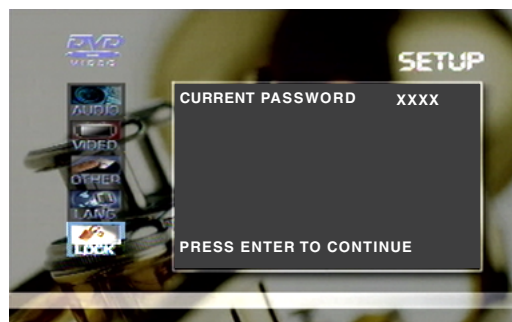 DVD
VIDEO
SETUP
AUDIO
VIDEO
OTHER
LANG
LOCK
CURRENT PASSWORD XXXX
PRESS ENTER TO CONTINUE